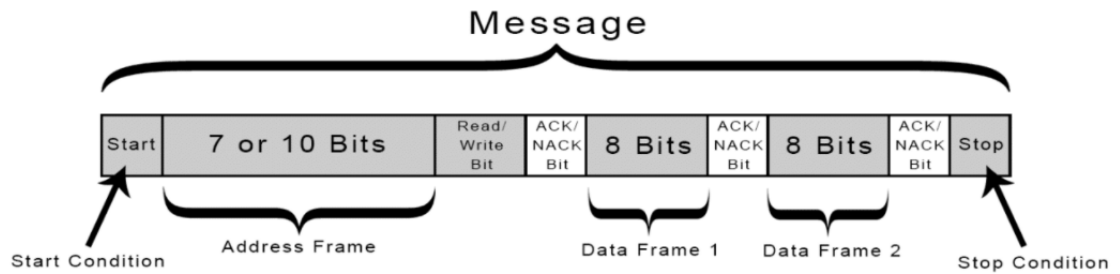 Message
Start
7 or 10 Bits
Read/
Write
Bit
ACK/
NACK
Bit
8 Bits
ACK/
NACK
Bit
8 Bits
ACK/
NACK
Bit
Stop
Start Condition
Address Frame
Data Frame 1
Data Frame 2
Stop Condition